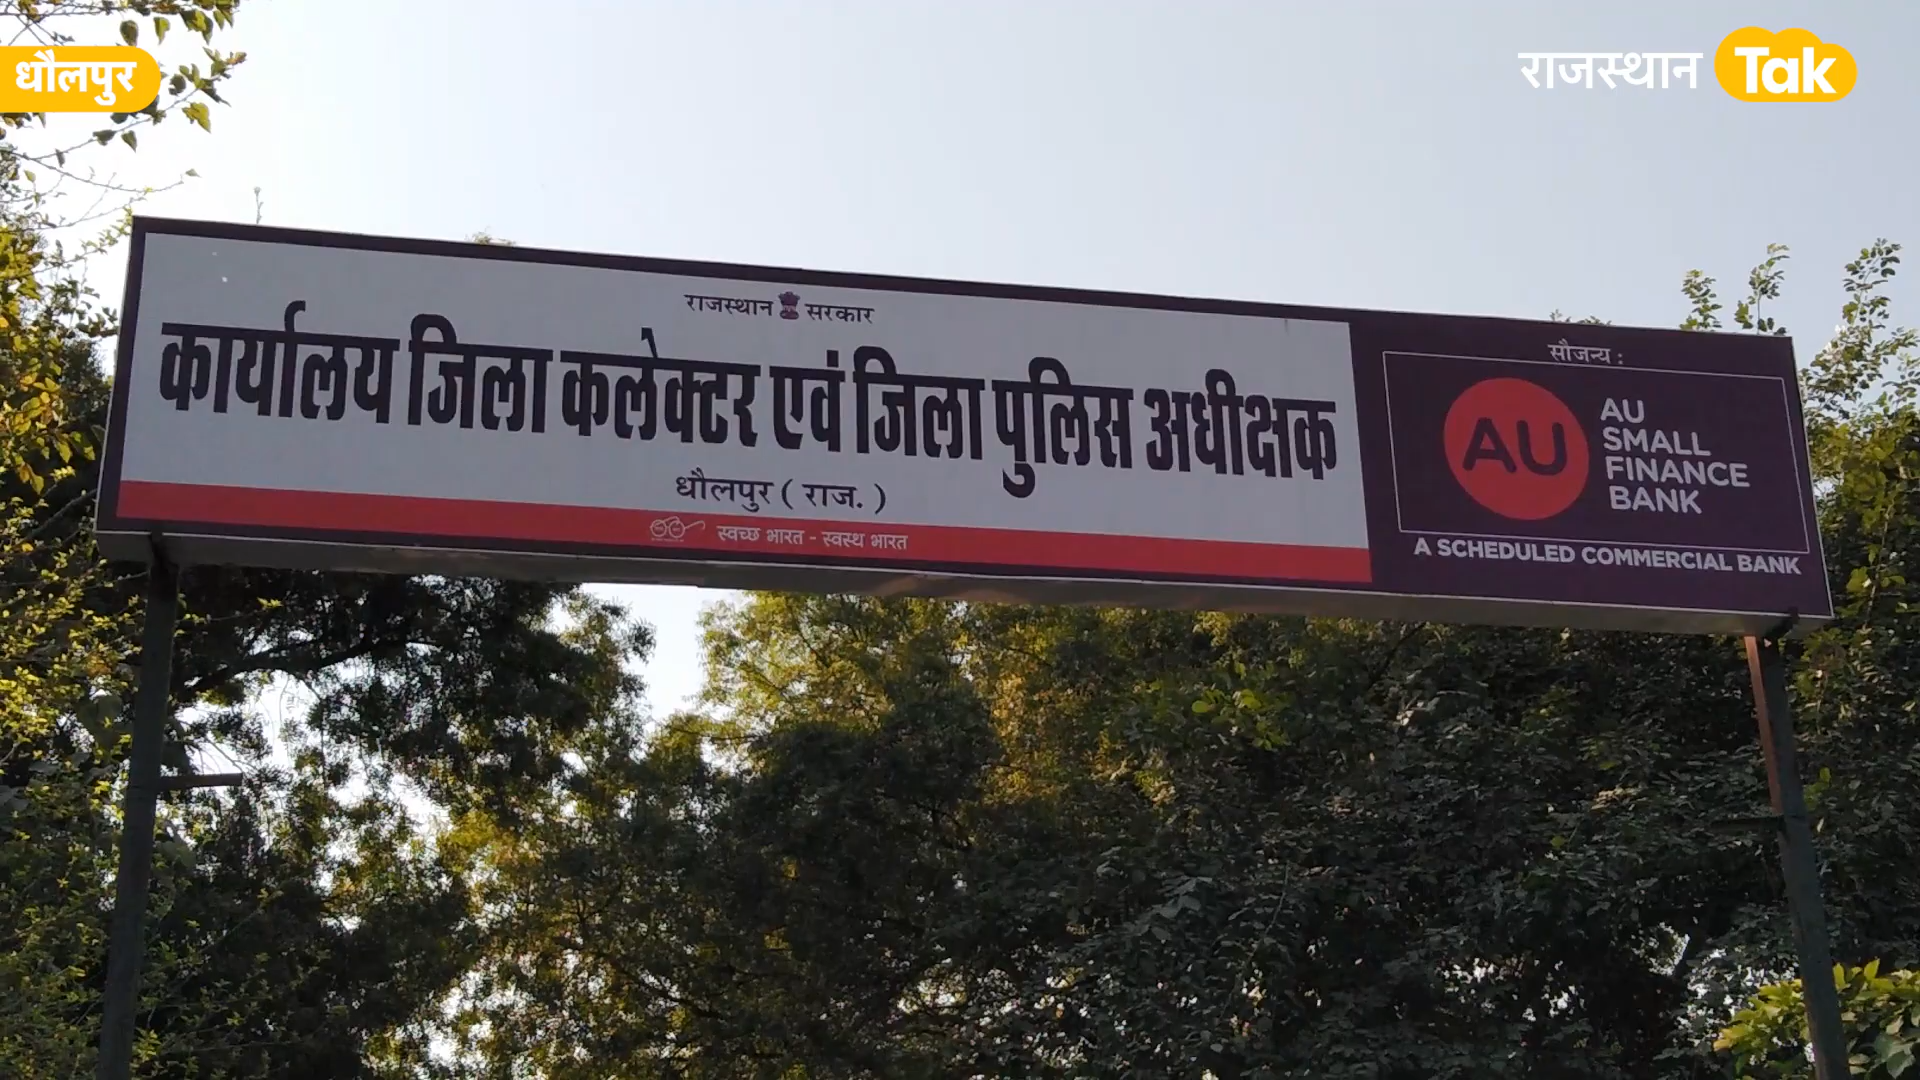 धौलपुर
राजस्थान Tak
राजस्थान सरकार
कार्यालय जिला कलेक्टर एवं जिला पुलिस अधीक्षक
धौलपुर ( राज. )
स्वच्छ भारत - स्वस्थ भारत
सौजन्य :
AU
AU
SMALL
FINANCE
BANK
A SCHEDULED COMMERCIAL BANK